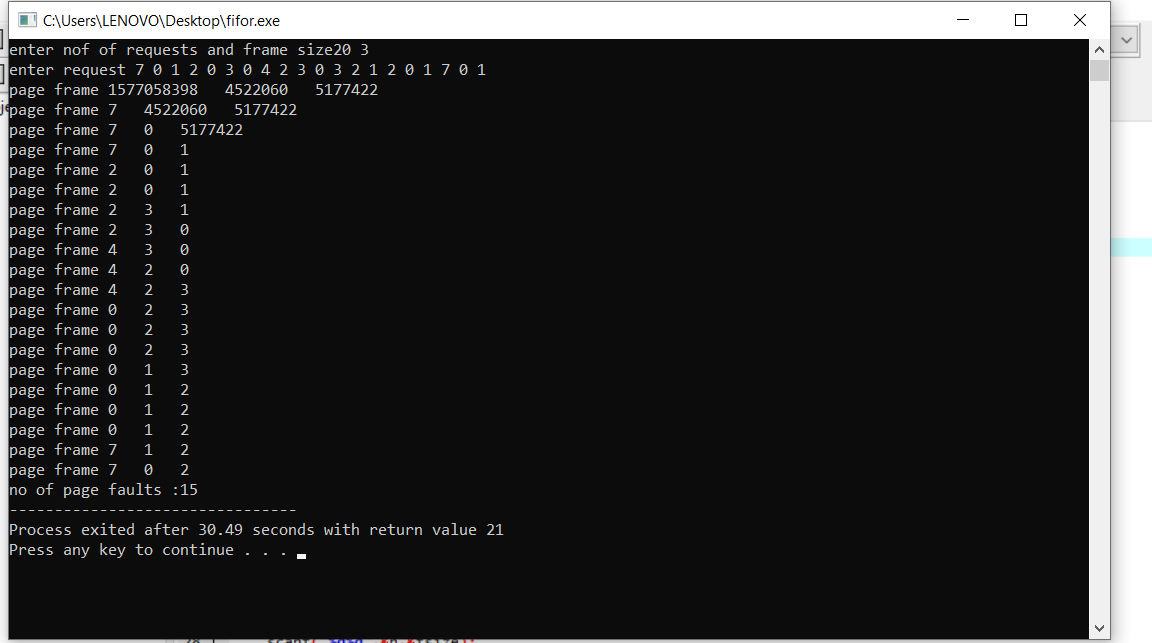 C:\Users\LENOVO\Desktop\fifor.exe
enter nof of requests and frame size20 3
enter request 7 0 1 2 0 3 0 4 2 3 0 3 2 1 2 0 1 7 0 1
page frame 1577058398   4522060   5177422
page frame 7   4522060   5177422
page frame 7   0   5177422
page frame 7   0   1
page frame 2   0   1
page frame 2   0   1
page frame 2   3   1
page frame 2   3   0
page frame 4   3   0
page frame 4   2   0
page frame 4   2   3
page frame 0   2   3
page frame 0   2   3
page frame 0   2   3
page frame 0   1   3
page frame 0   1   2
page frame 0   1   2
page frame 0   1   2
page frame 7   1   2
page frame 7   0   2
no of page faults :15
--------------------------------
Process exited after 30.49 seconds with return value 21
Press any key to continue . . .